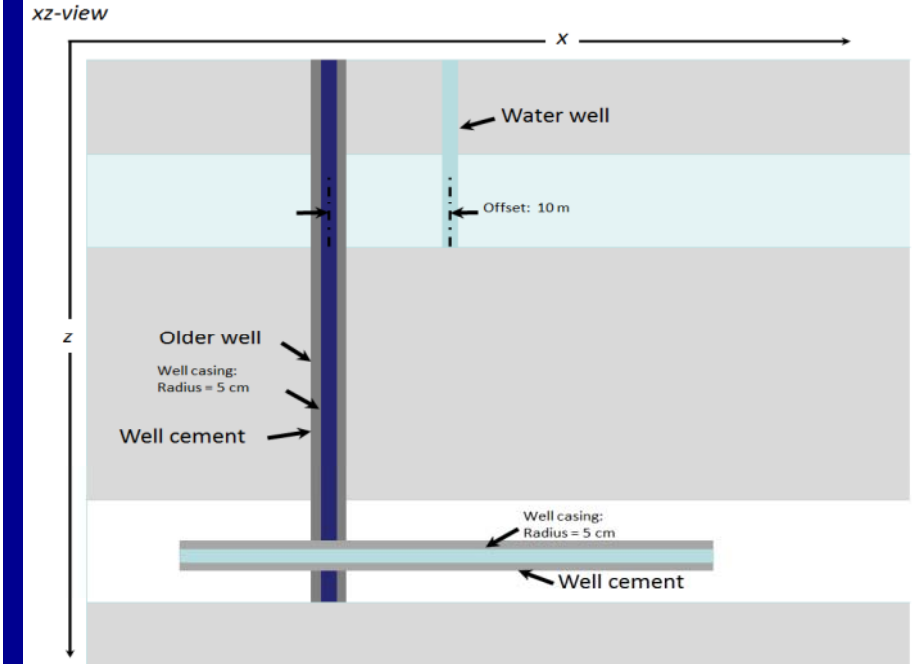 xz-view
x
Water well
Offset: 10 m
z
Older well
Well casing:
Radius = 5 cm
Well cement
Well casing:
Radius = 5 cm
Well cement